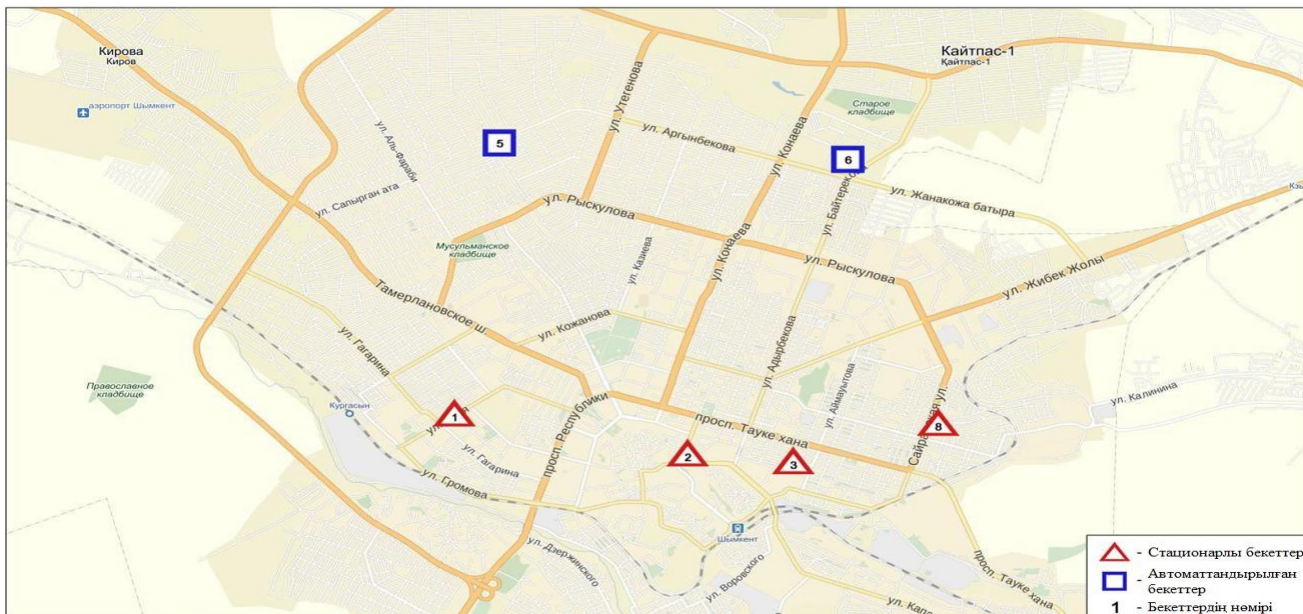 Кирова
Киров
аэропорт Шымкент
Кайтпас-1
Қайтпас-1
Старое
кладбище
ул. Утегенова
ул. Аргынбекова
ул. Конаева
ул. Аль-Фараби
5
6
ул. Сапырган ата
ул. Рыскулова
ул. Байтерекова
ул. Жанакожа батыра
Мусульманское
кладбище
ул. Казиева
ул. Конаева
ул. Рыскулова
ул. Жибек Жолы
Тамерлановское ш.
ул. Кожанова
ул. Гагарина
ул. Адырбекова
ул. Аймаутова
Православное
кладбище
Кургасын
ул. Калинина
1
просп. Республики
просп. Тауке хана
8
ул. Гагарина
2
3
ул. Громова
Шымкент
ул. Дзержинского
ул. Воровского
просп. Тауке хана
- Стационарлы бекеттер
- Автоматтандырылған
бекеттер
1 - Бекеттердің нөмірі